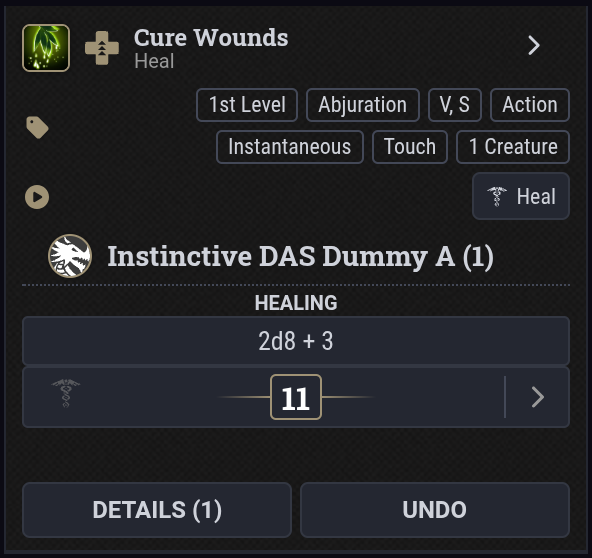 Cure Wounds
Heal
1st Level Abjuration V, S Action
Instantaneous Touch 1 Creature
Heal
Instinctive DAS Dummy A (1)
HEALING
2d8 + 3
11
DETAILS (1) UNDO